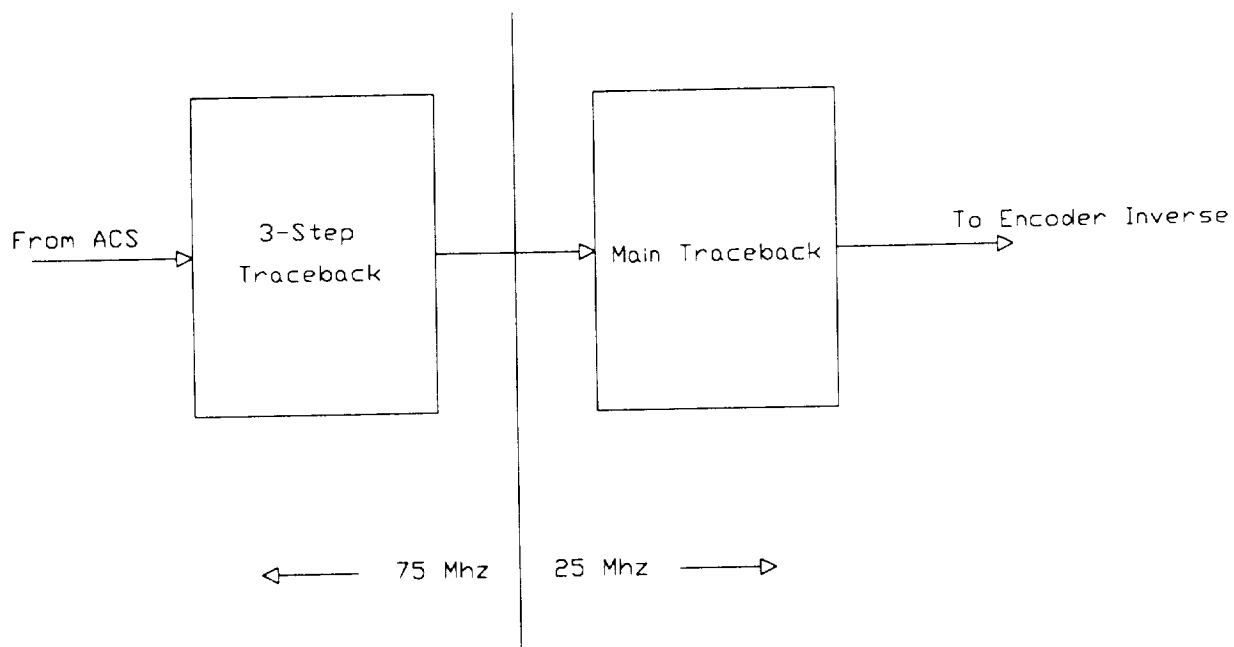 From ACS
3-Step
Traceback
Main Traceback
To Encoder Inverse
75 Mhz
25 Mhz